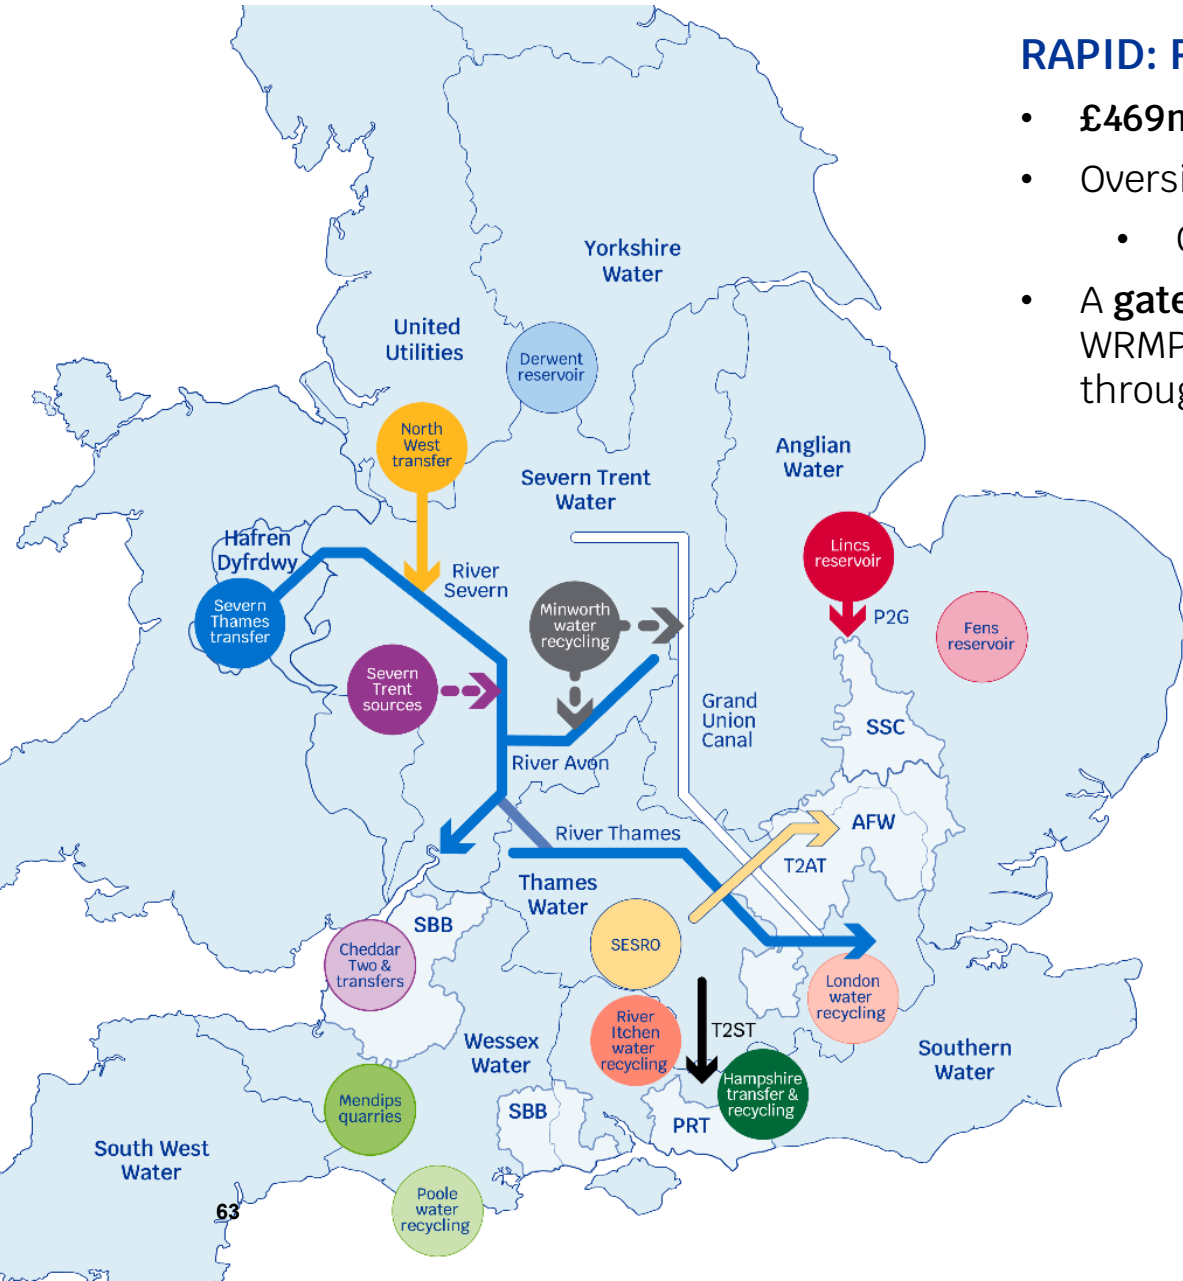 RAPID:
• £469m
• Oversi
•
• A gate
WRMP
throug
Yorkshire
Water
United
Utilities
Derwent
reservoir
North
West
transfer
Anglian
Water
Severn Trent
Water
Hafren
Dyfrdwy
Lincs
reservoir
River
Severn
Severn
Thames
transfer
Minworth
water
recycling
P2G
Fens
reservoir
Severn
Trent
sources
Grand
Union
Canal
SSC
River Avon
River Thames
AFW
T2AT
Thames
Water
SBB
SESRO
Cheddar
Two &
transfers
London
water
recycling
River
Itchen
water
recycling
T2ST
Wessex
Water
Southern
Water
Hampshire
transfer &
recycling
Mendips
quarries
SBB
PRT
South West
Water
Poole
water
recycling
63